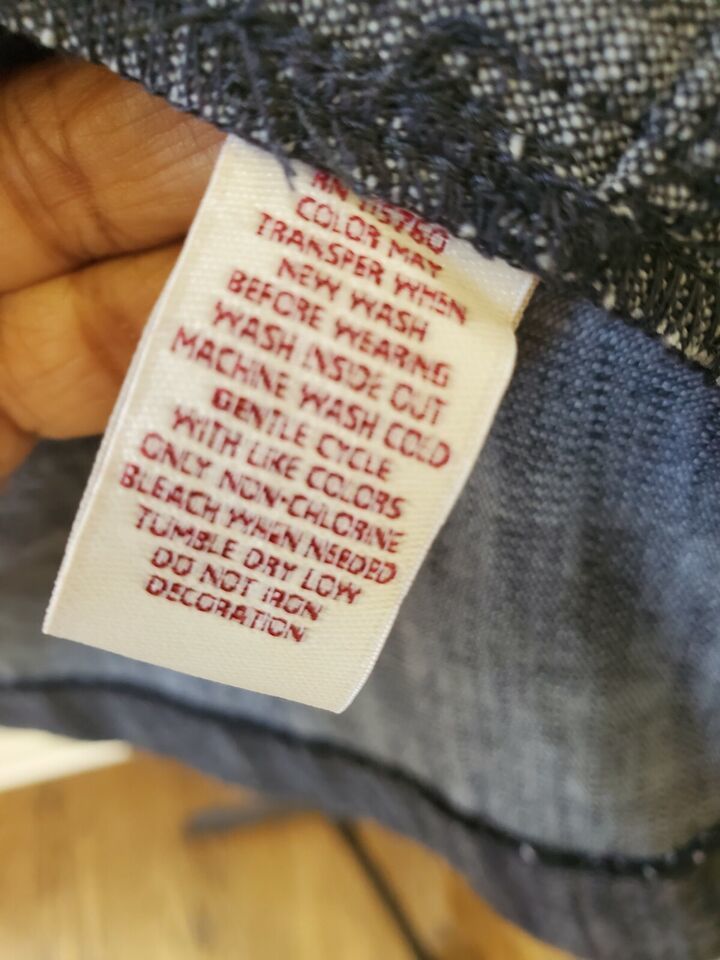 RN 115760
COLOR MAY
TRANSFER WHEN
NEW WASH
BEFORE WEARING
WASH INSIDE OUT
MACHINE WASH COLD
GENTLE CYCLE
WITH LIKE COLORS
ONLY NON-CHLORINE
BLEACH WHEN NEEDED
TUMBLE DRY LOW
DO NOT IRON
DECORATION